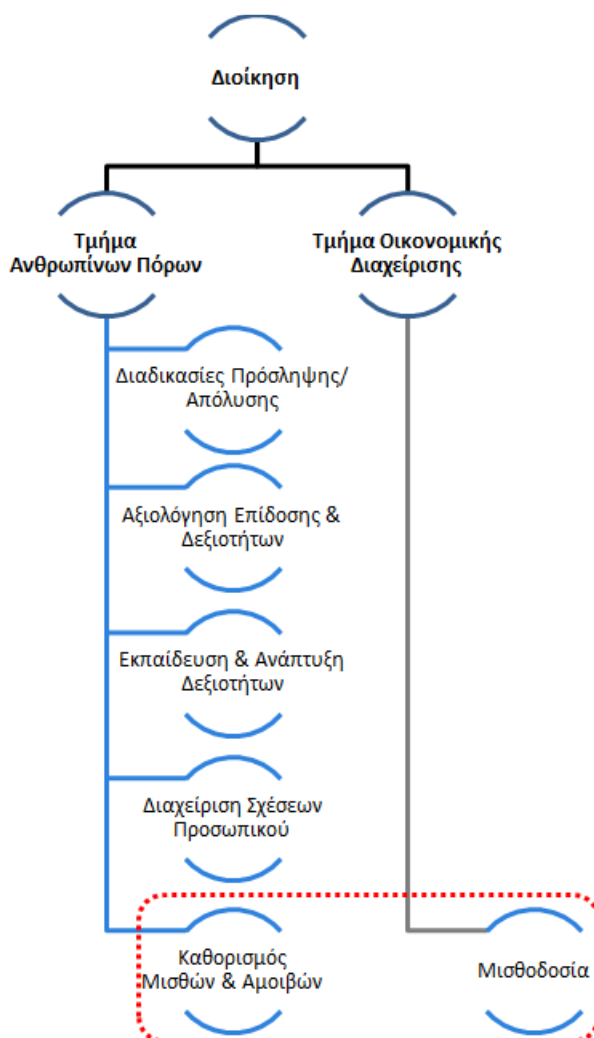 Διοίκηση
Τμήμα
Ανθρωπίνων Πόρων
Τμήμα Οικονομικής
Διαχείρισης
Διαδικασίες Πρόσληψης/
Απόλυσης
Αξιολόγηση Επίδοσης &
Δεξιοτήτων
Εκπαίδευση & Ανάπτυξη
Δεξιοτήτων
Διαχείριση Σχέσεων
Προσωπικού
Καθορισμός
Μισθών & Αμοιβών
Μισθοδοσία